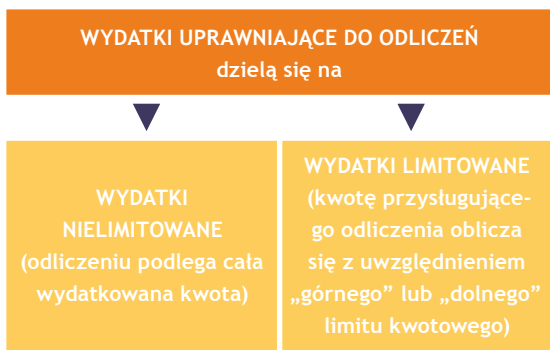 WYDATKI UPRAWNIAJĄCE DO ODLICZEŃ
dzielą się na
WYDATKI
NIELIMITOWANE
(odliczeniu podlega cała
wydatkowana kwota)
WYDATKI LIMITOWANE
(kwotę przysługujące-
go odliczenia oblicza
się z uwzględnieniem
„górnego” lub „dolnego”
limitu kwotowego)